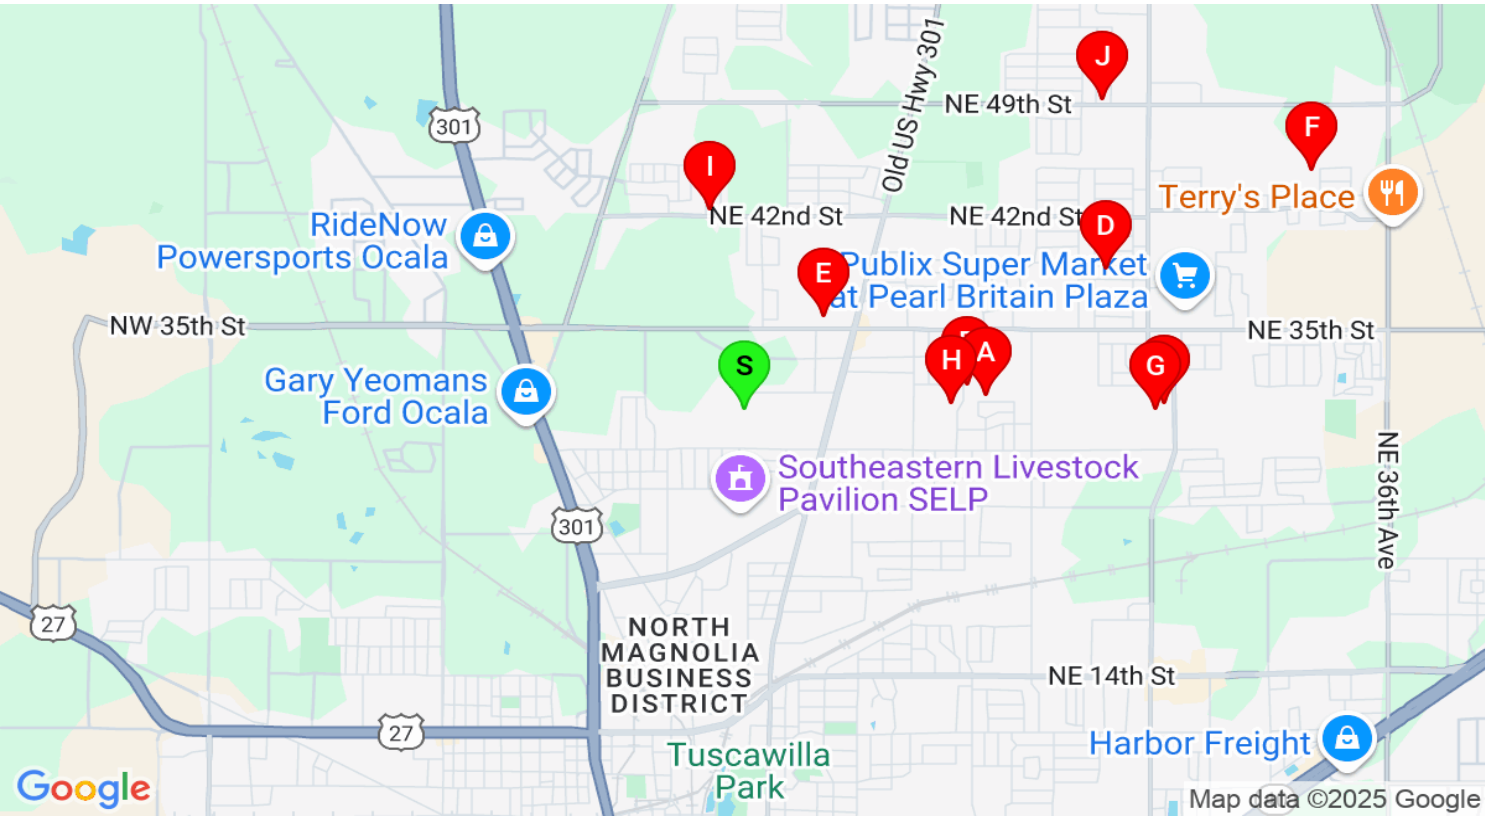 J
NE 49th St
Old US Hwy 301
301
F
I
Terry's Place
NE 42nd St
NE 42nd St
D
RideNow
Powersports Ocala
E
Publix Super Market
at Pearl Britain Plaza
NW 35th St
NE 35th St
S
H
A
G
Gary Yeomans
Ford Ocala
Southeastern Livestock
Pavilion SELP
NE 36th Ave
301
27
NORTH
MAGNOLIA
BUSINESS
DISTRICT
NE 14th St
27
Harbor Freight
Tuscawilla
Park
Google
Map data ©2025 Google